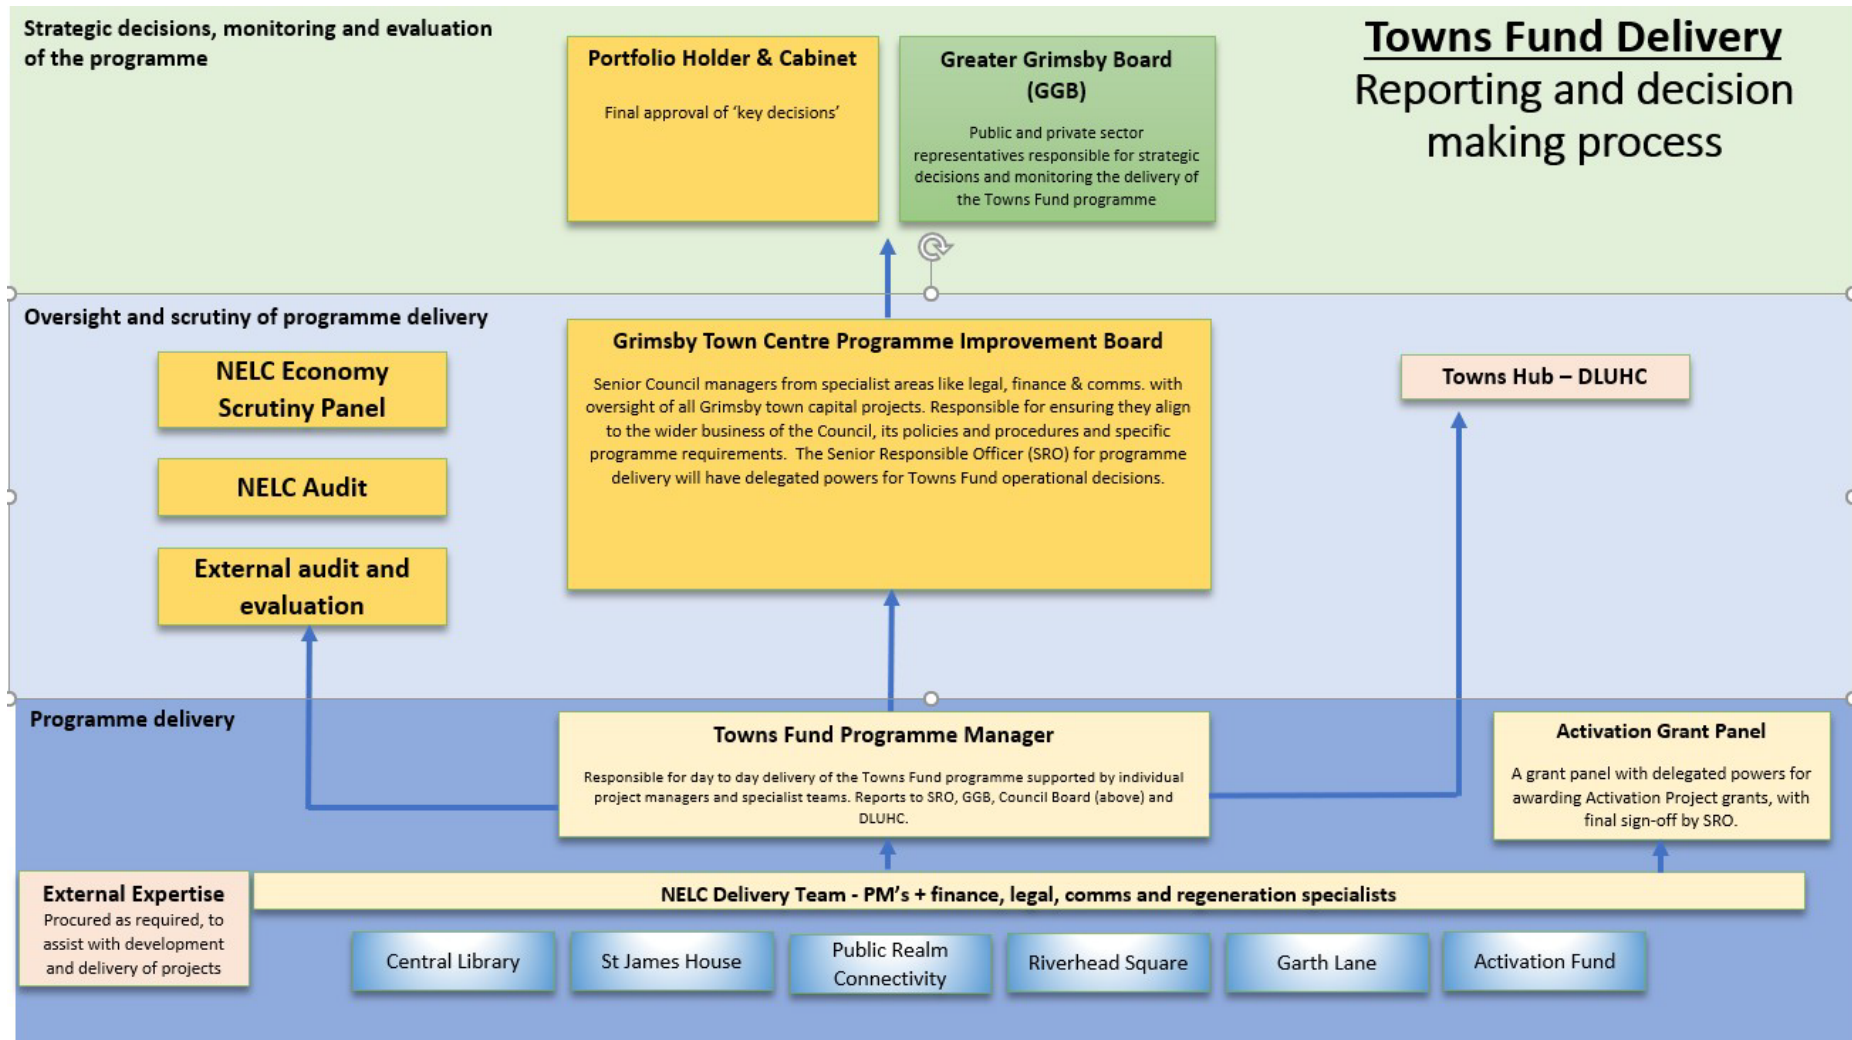 Strategic decisions, monitoring and evaluation
of the programme
Portfolio Holder & Cabinet
Final approval of ‘key decisions’
Greater Grimsby Board
(GGB)
Public and private sector
representatives responsible for strategic
decisions and monitoring the delivery of
the Towns Fund programme
Towns Fund Delivery
Reporting and decision
making process
Oversight and scrutiny of programme delivery
NELC Economy
Scrutiny Panel
NELC Audit
External audit and
evaluation
Grimsby Town Centre Programme Improvement Board
Senior Council managers from specialist areas like legal, finance & comms. with
oversight of all Grimsby town capital projects. Responsible for ensuring they align
to the wider business of the Council, its policies and procedures and specific
programme requirements.  The Senior Responsible Officer (SRO) for programme
delivery will have delegated powers for Towns Fund operational decisions.
Towns Hub – DLUHC
Programme delivery
Towns Fund Programme Manager
Responsible for day to day delivery of the Towns Fund programme supported by individual
project managers and specialist teams. Reports to SRO, GGB, Council Board (above) and
DLUHC.
Activation Grant Panel
A grant panel with delegated powers for
awarding Activation Project grants, with
final sign-off by SRO.
External Expertise
Procured as required, to
assist with development
and delivery of projects
NELC Delivery Team - PM’s + finance, legal, comms and regeneration specialists
Central Library
St James House
Public Realm
Connectivity
Riverhead Square
Garth Lane
Activation Fund